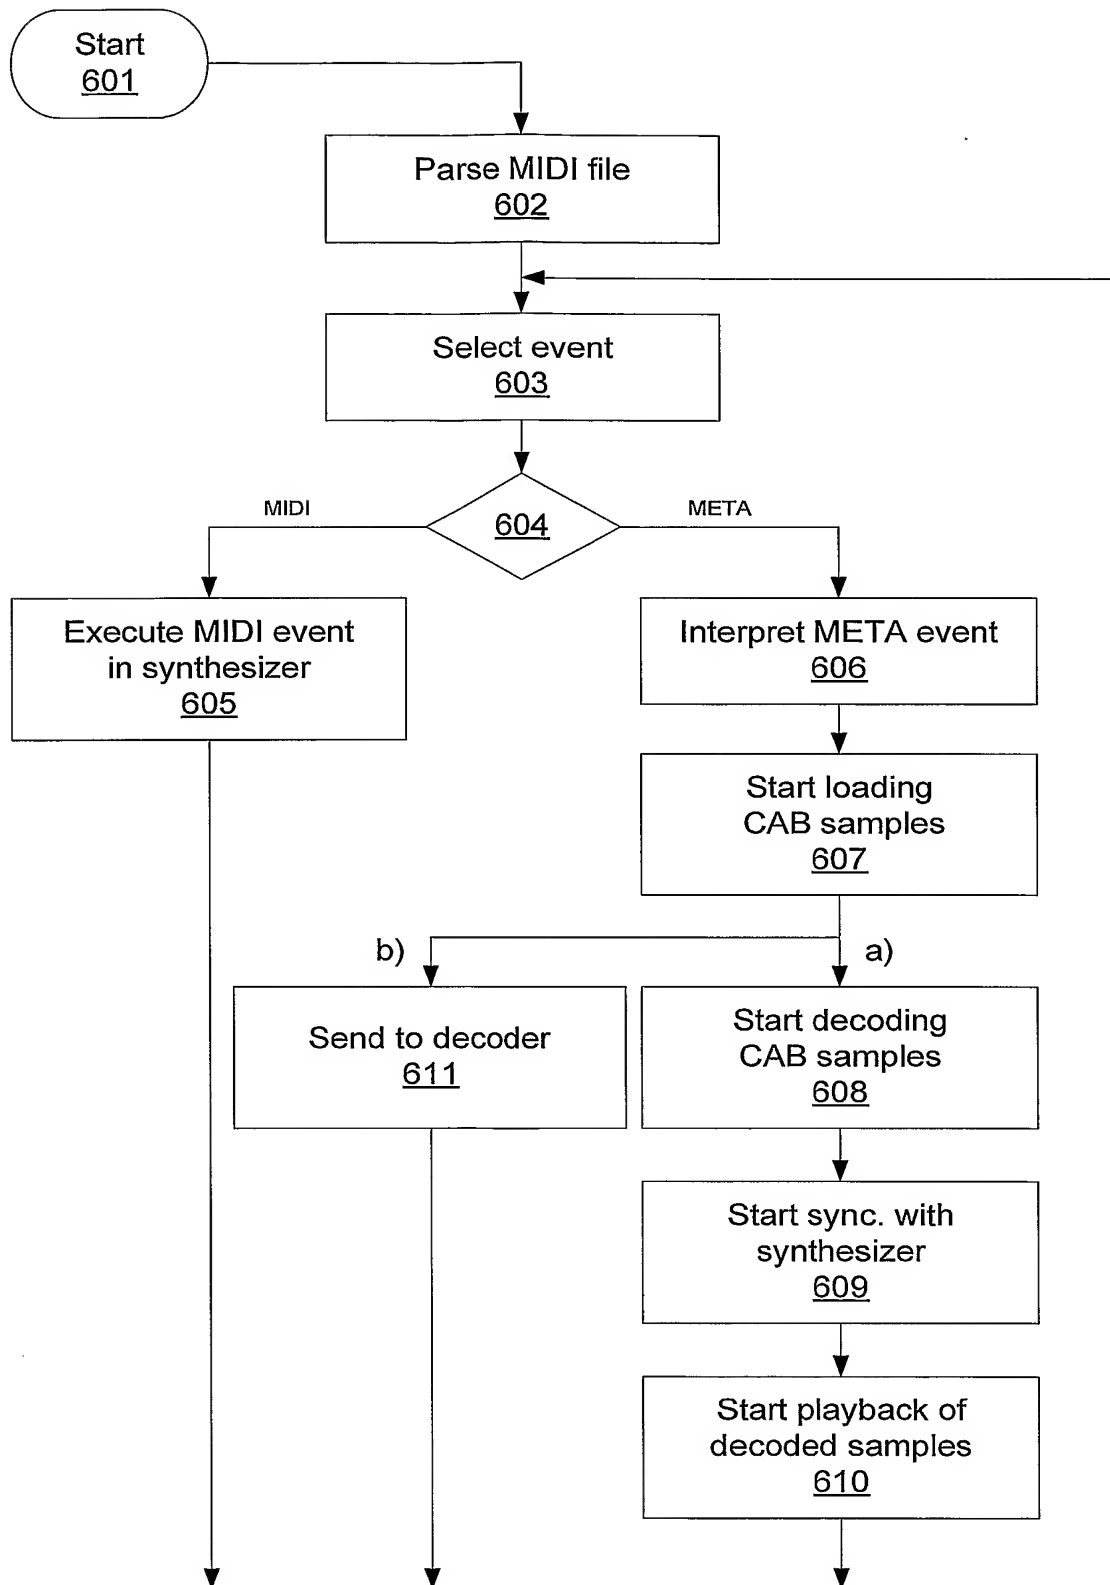 Start
601
Parse MIDI file
602
Select event
603
MIDI
604
META
Execute MIDI event
in synthesizer
605
Interpret META event
606
Start loading
CAB samples
607
b)
a)
Send to decoder
611
Start decoding
CAB samples
608
Start sync. with
synthesizer
609
Start playback of
decoded samples
610